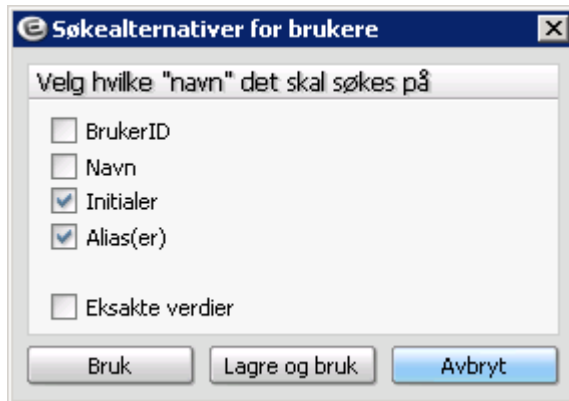 Søkealternativer for brukere
Velg hvilke "navn" det skal søkes på
BrukerID
Navn
Initialer
Alias(er)
Eksakte verdier
Bruk Lagre og bruk Avbryt